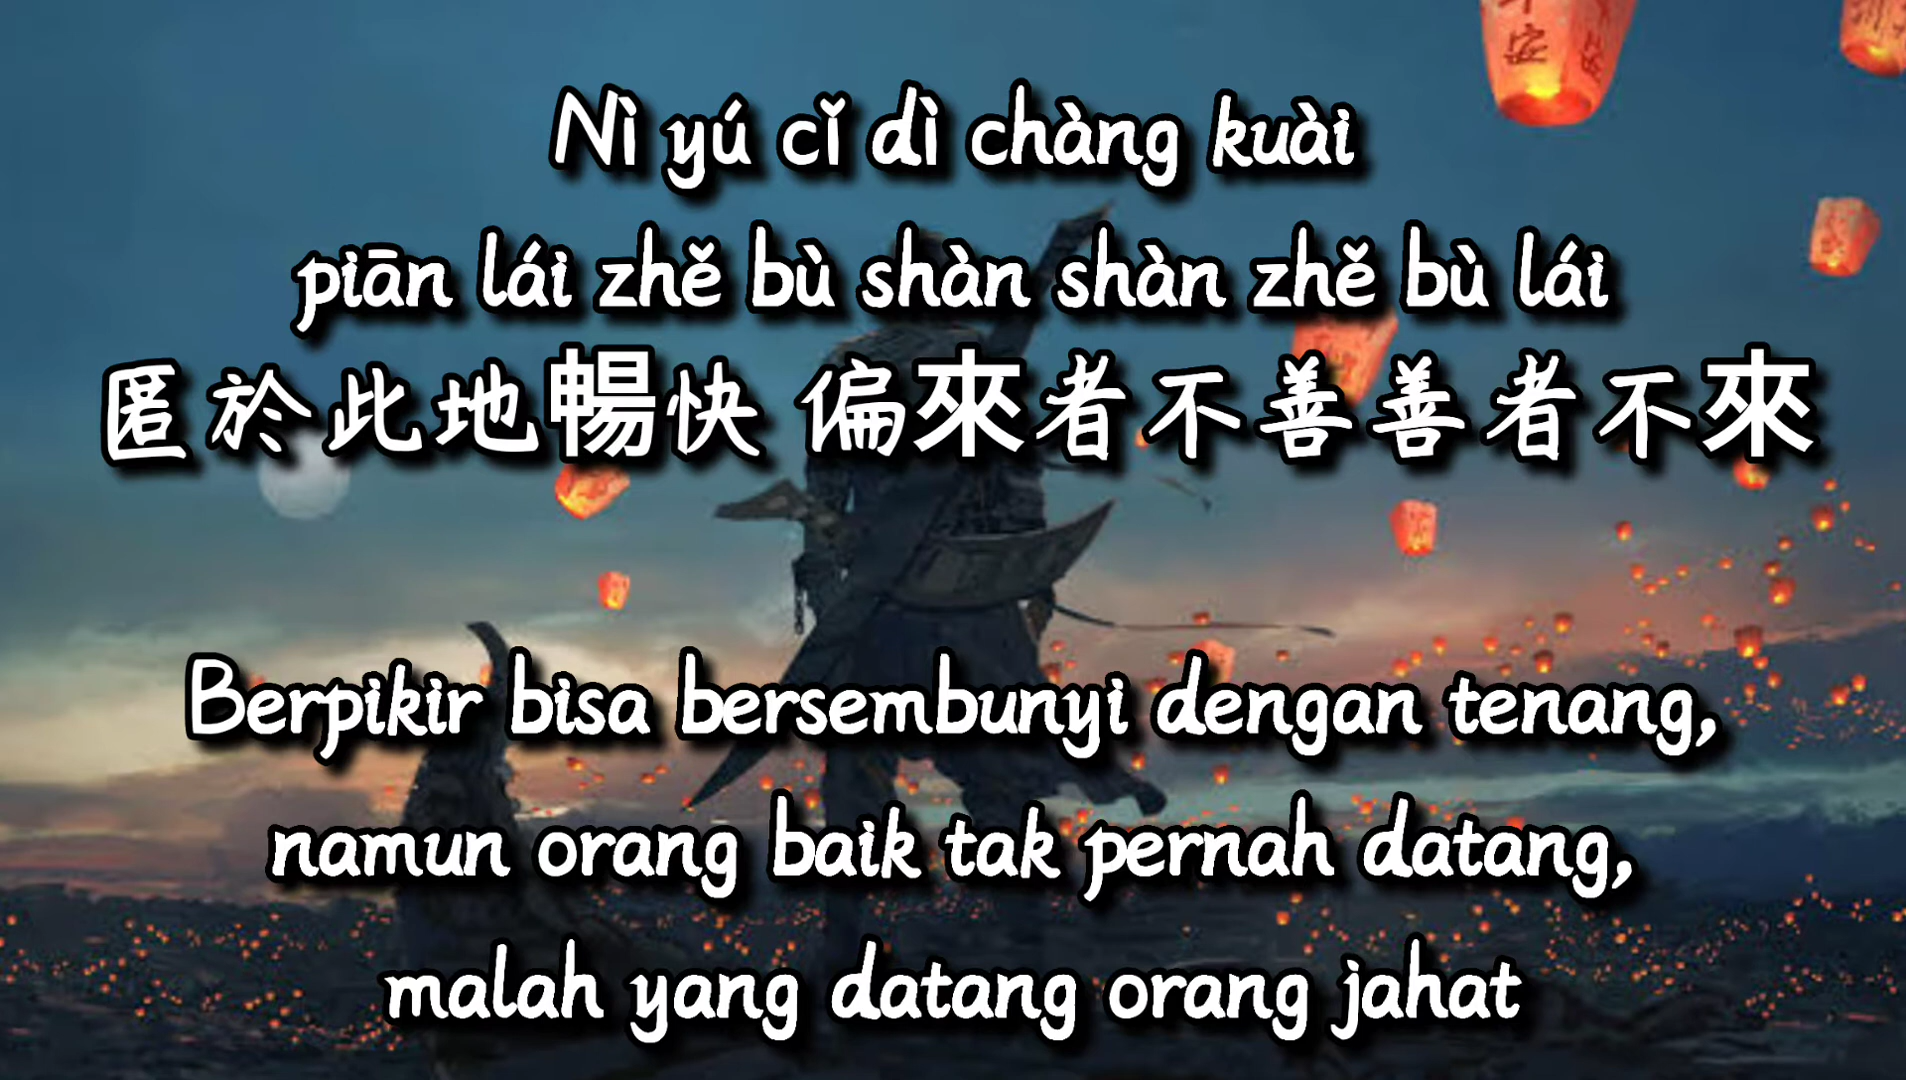 Nì yú cǐ dì chàng kuài
piān lái zhě bù shàn shàn zhě bù lái
匿於此地暢快 偏來者不善善者不來
Berpikir bisa bersembunyi dengan tenang,
namun orang baik tak pernah datang,
malah yang datang orang jahat